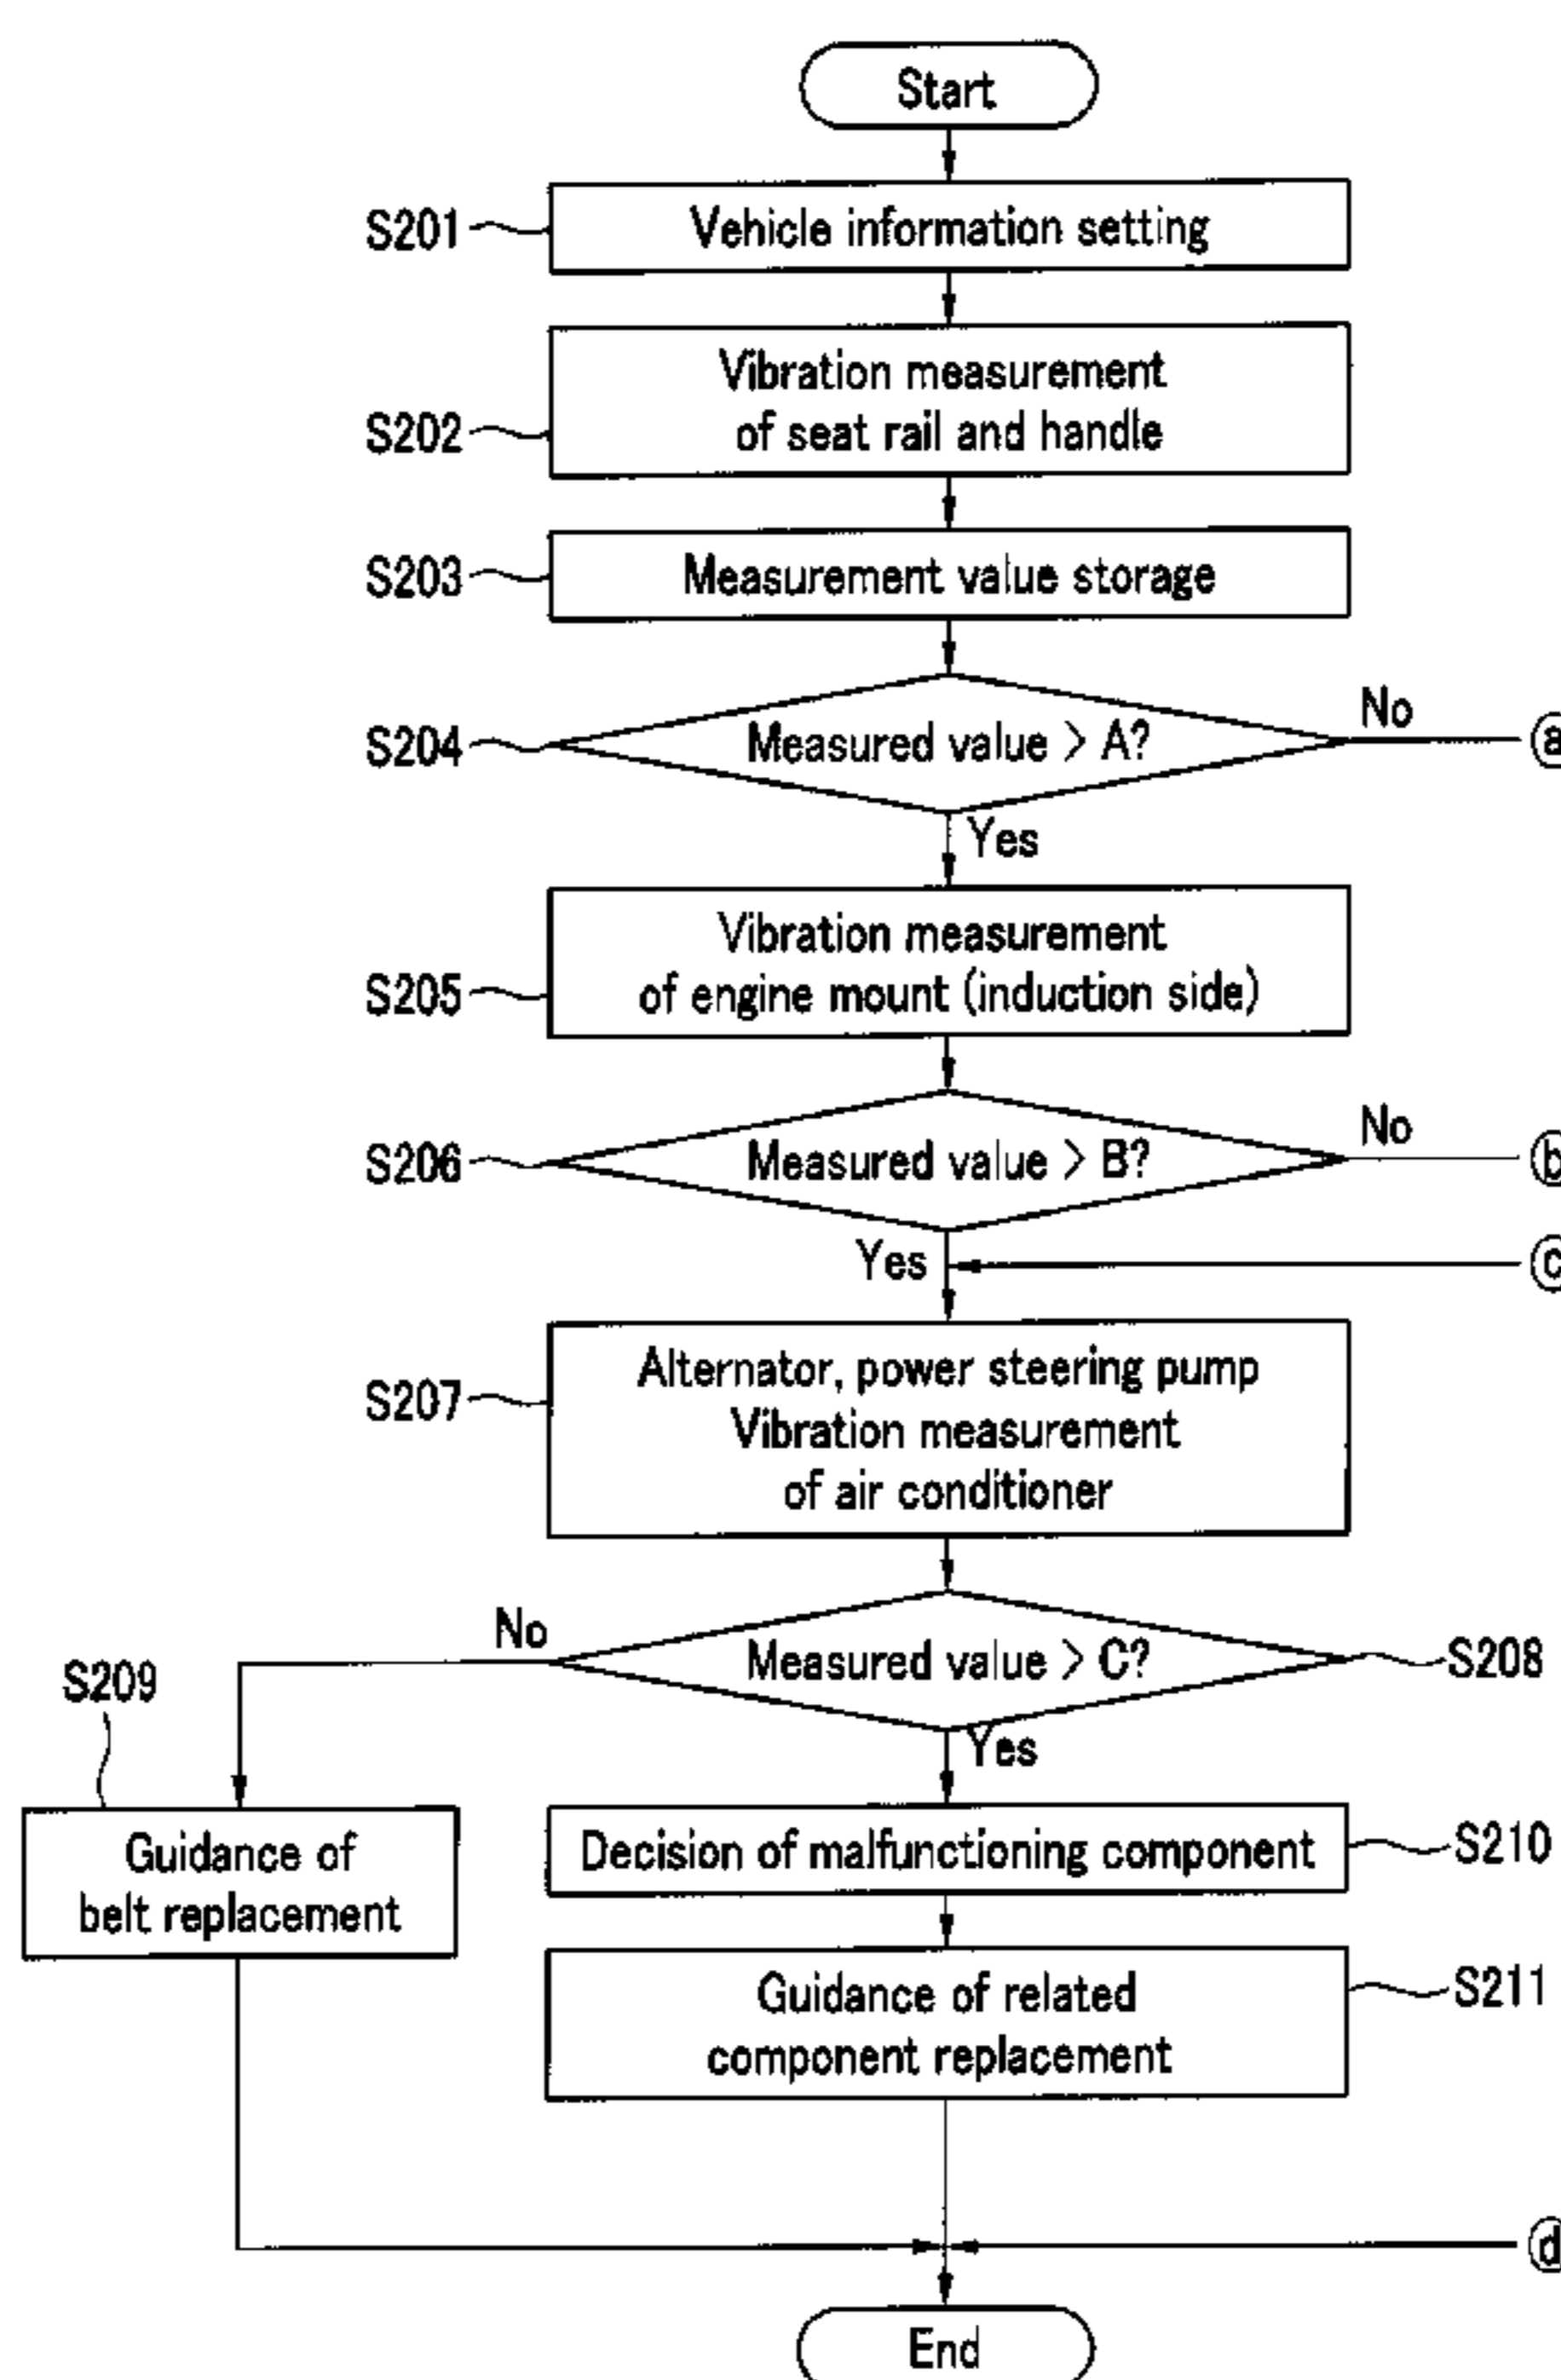 Start
S201
Vehicle information setting
Vibration measurement
of seat rail and handle
S202
S203
Measurement value storage
S204
Measured value > A?
No
a
Yes
Vibration measurement
of engine mount (induction side)
S205
S206
Measured value > B?
No
b
Yes
c
S207
Alternator, power steering pump
Vibration measurement
of air conditioner
No
Measured value > C?
S208
S209
Yes
Guidance of
belt replacement
Decision of malfunctioning component
S210
Guidance of related
component replacement
S211
d
End